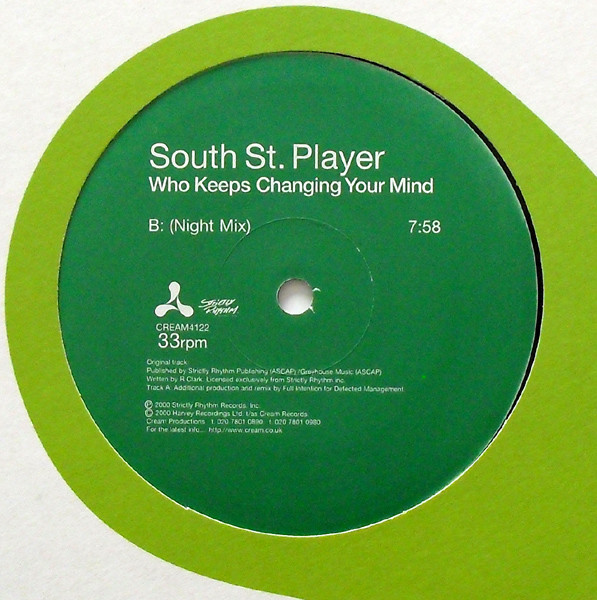 South St. Player
Who Keeps Changing Your Mind
B: (Night Mix) 7:58
Strictly Rhythm
CREAM4122
33rpm
Original track:
Published by Strictly Rhythm Publishing (ASCAP) /Grayhouse Music (ASCAP)
Written by R Clark. Licensed exclusively from Strictly Rhythm Inc.
Track A: Additional production and remix by Full Intention for Defected Management.
℗ 2000 Strictly Rhythm Records, Inc.
© 2000 Harvey Recordings Ltd. t/as Cream Records.
Cream Productions t. 020 7801 f. 020 7801 0980
For the latest info... http://www.cream.co.uk